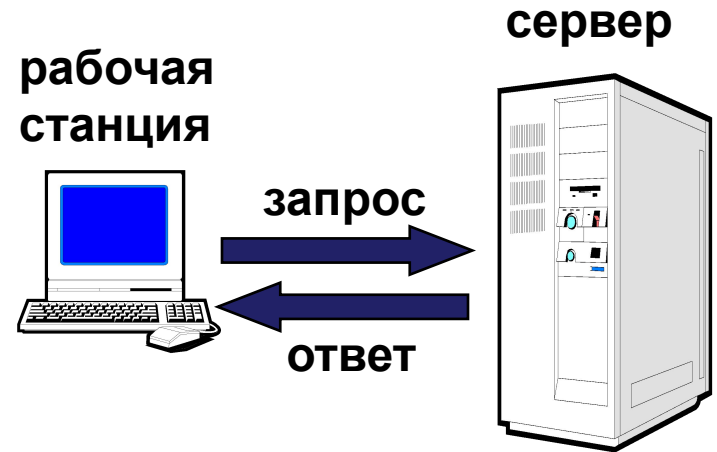 сервер
рабочая
станция
запрос
ответ